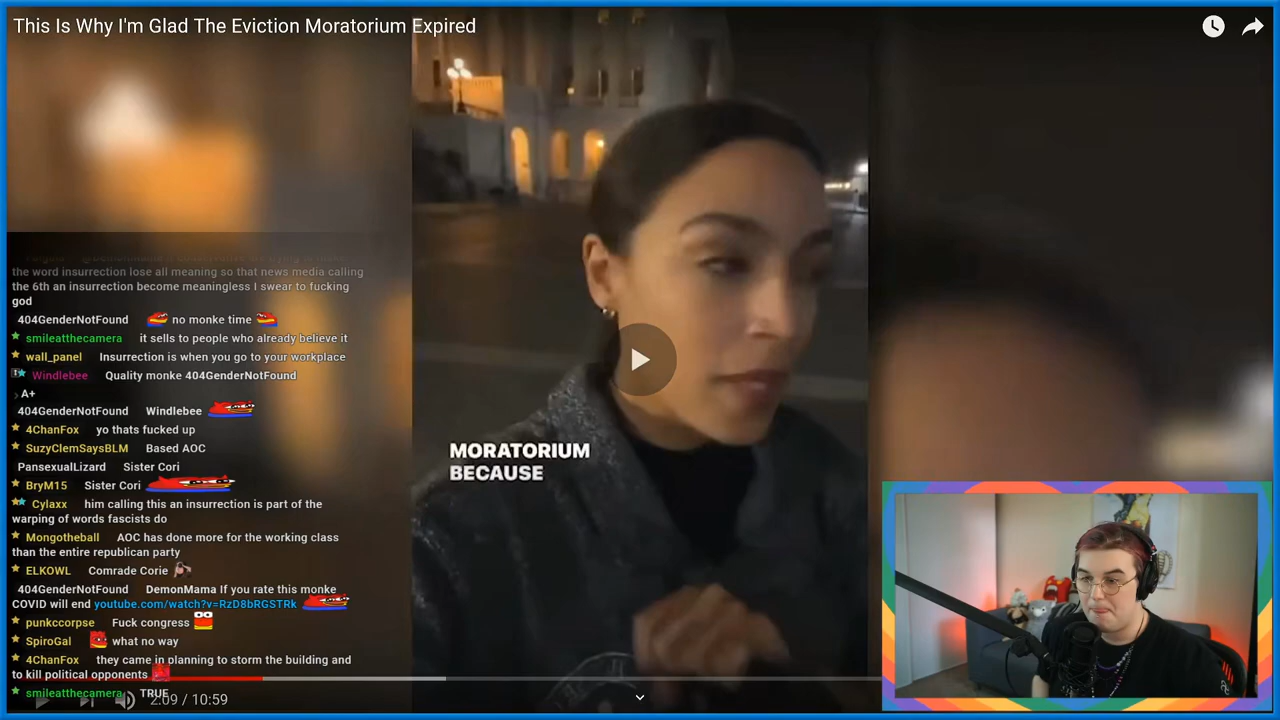 This Is Why I'm Glad The Eviction Moratorium Expired
the word insurrection lose all meaning so that news media calling
the 6th an insurrection become meaningless I swear to fucking
god
404GenderNotFound no monke time
smileatthecamera it sells to people who already believe it
wall_panel Insurrection is when you go to your workplace
Windlebee Quality monke 404GenderNotFound
A+
404GenderNotFound Windlebee
4ChanFox yo thats fucked up
SuzyClemSaysBLM Based AOC
PansexualLizard Sister Cori
BryM15 Sister Cori
Cylaxx him calling this an insurrection is part of the
warping of words fascists do
Mongotheball AOC has done more for the working class
than the entire republican party
ELKOWL Comrade Corie
404GenderNotFound DemonMama If you rate this monke
COVID will end youtube.com/watch?v=RzD8bRGSTRk
punkccorpse Fuck congress
SpiroGal what no way
4ChanFox they came in planning to storm the building and
to kill political opponents
smileatthecamera TRUE
2:09 / 10:59
MORATORIUM
BECAUSE